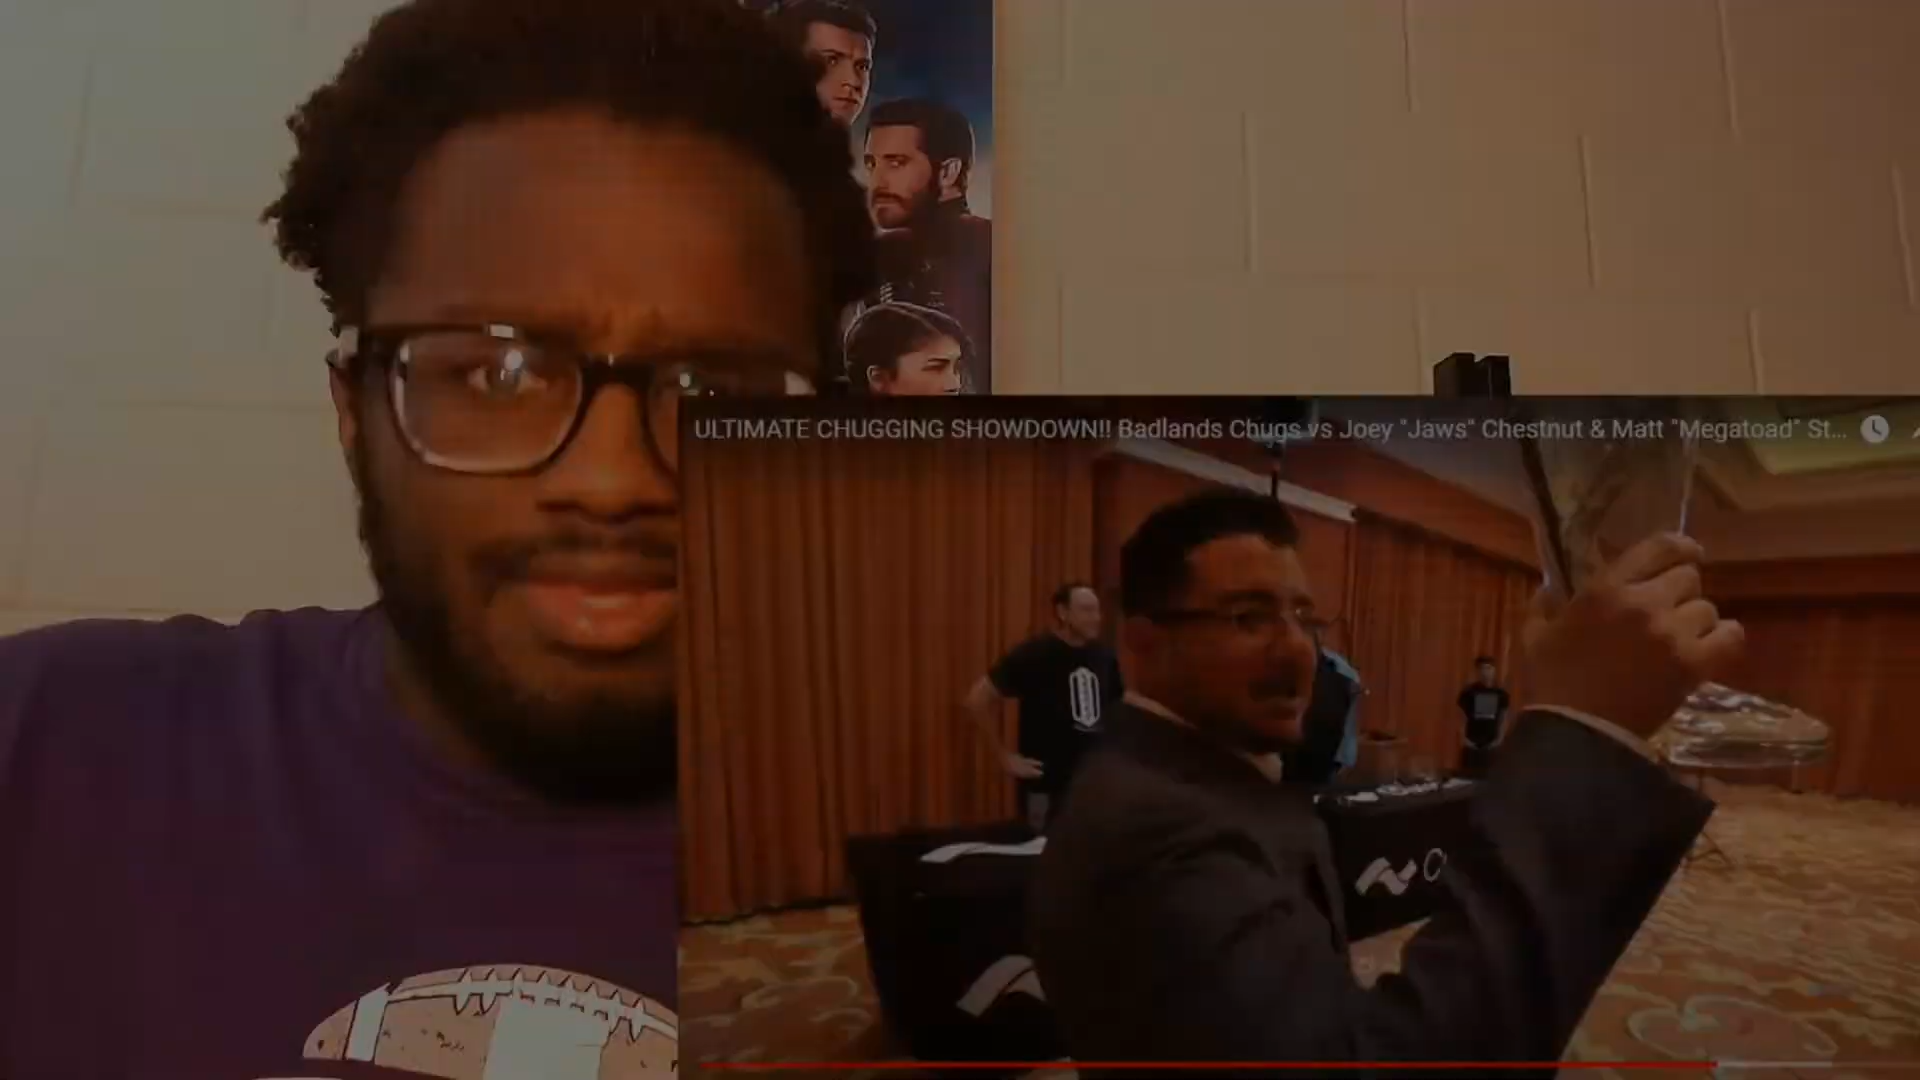 ULTIMATE CHUGGING SHOWDOWN!! Badlands Chugs vs Joey "Jaws" Chestnut & Matt "Megatoad" St...